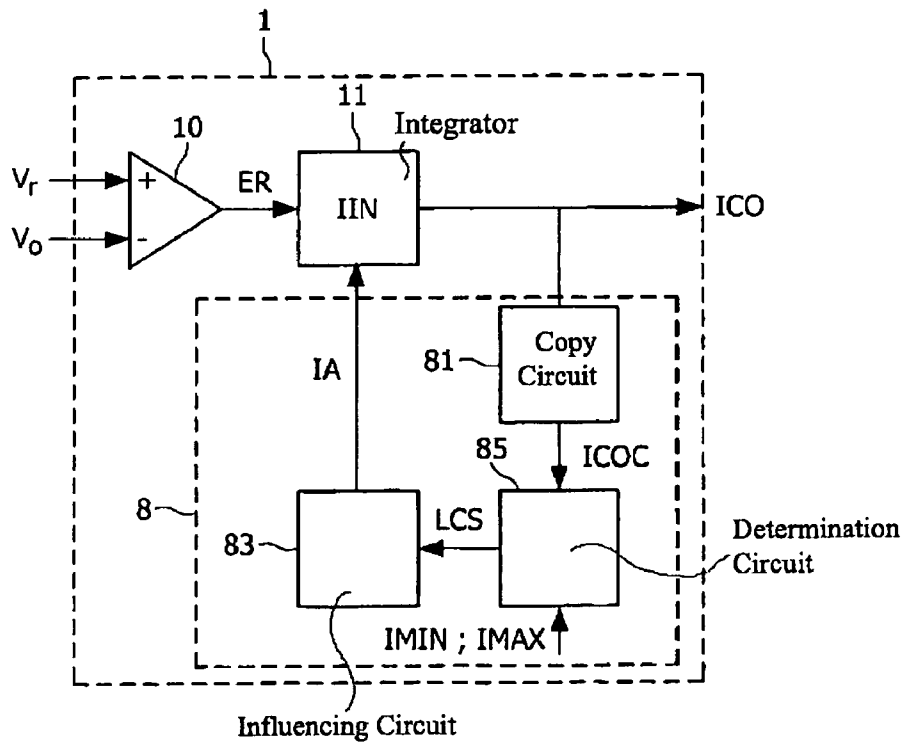 1
11
Integrator
10
Vr
+
ER
IIN
ICO
Vo
-
IA
81
Copy
Circuit
ICOC
85
8
LCS
83
Determination
Circuit
IMIN ; IMAX
Influencing Circuit